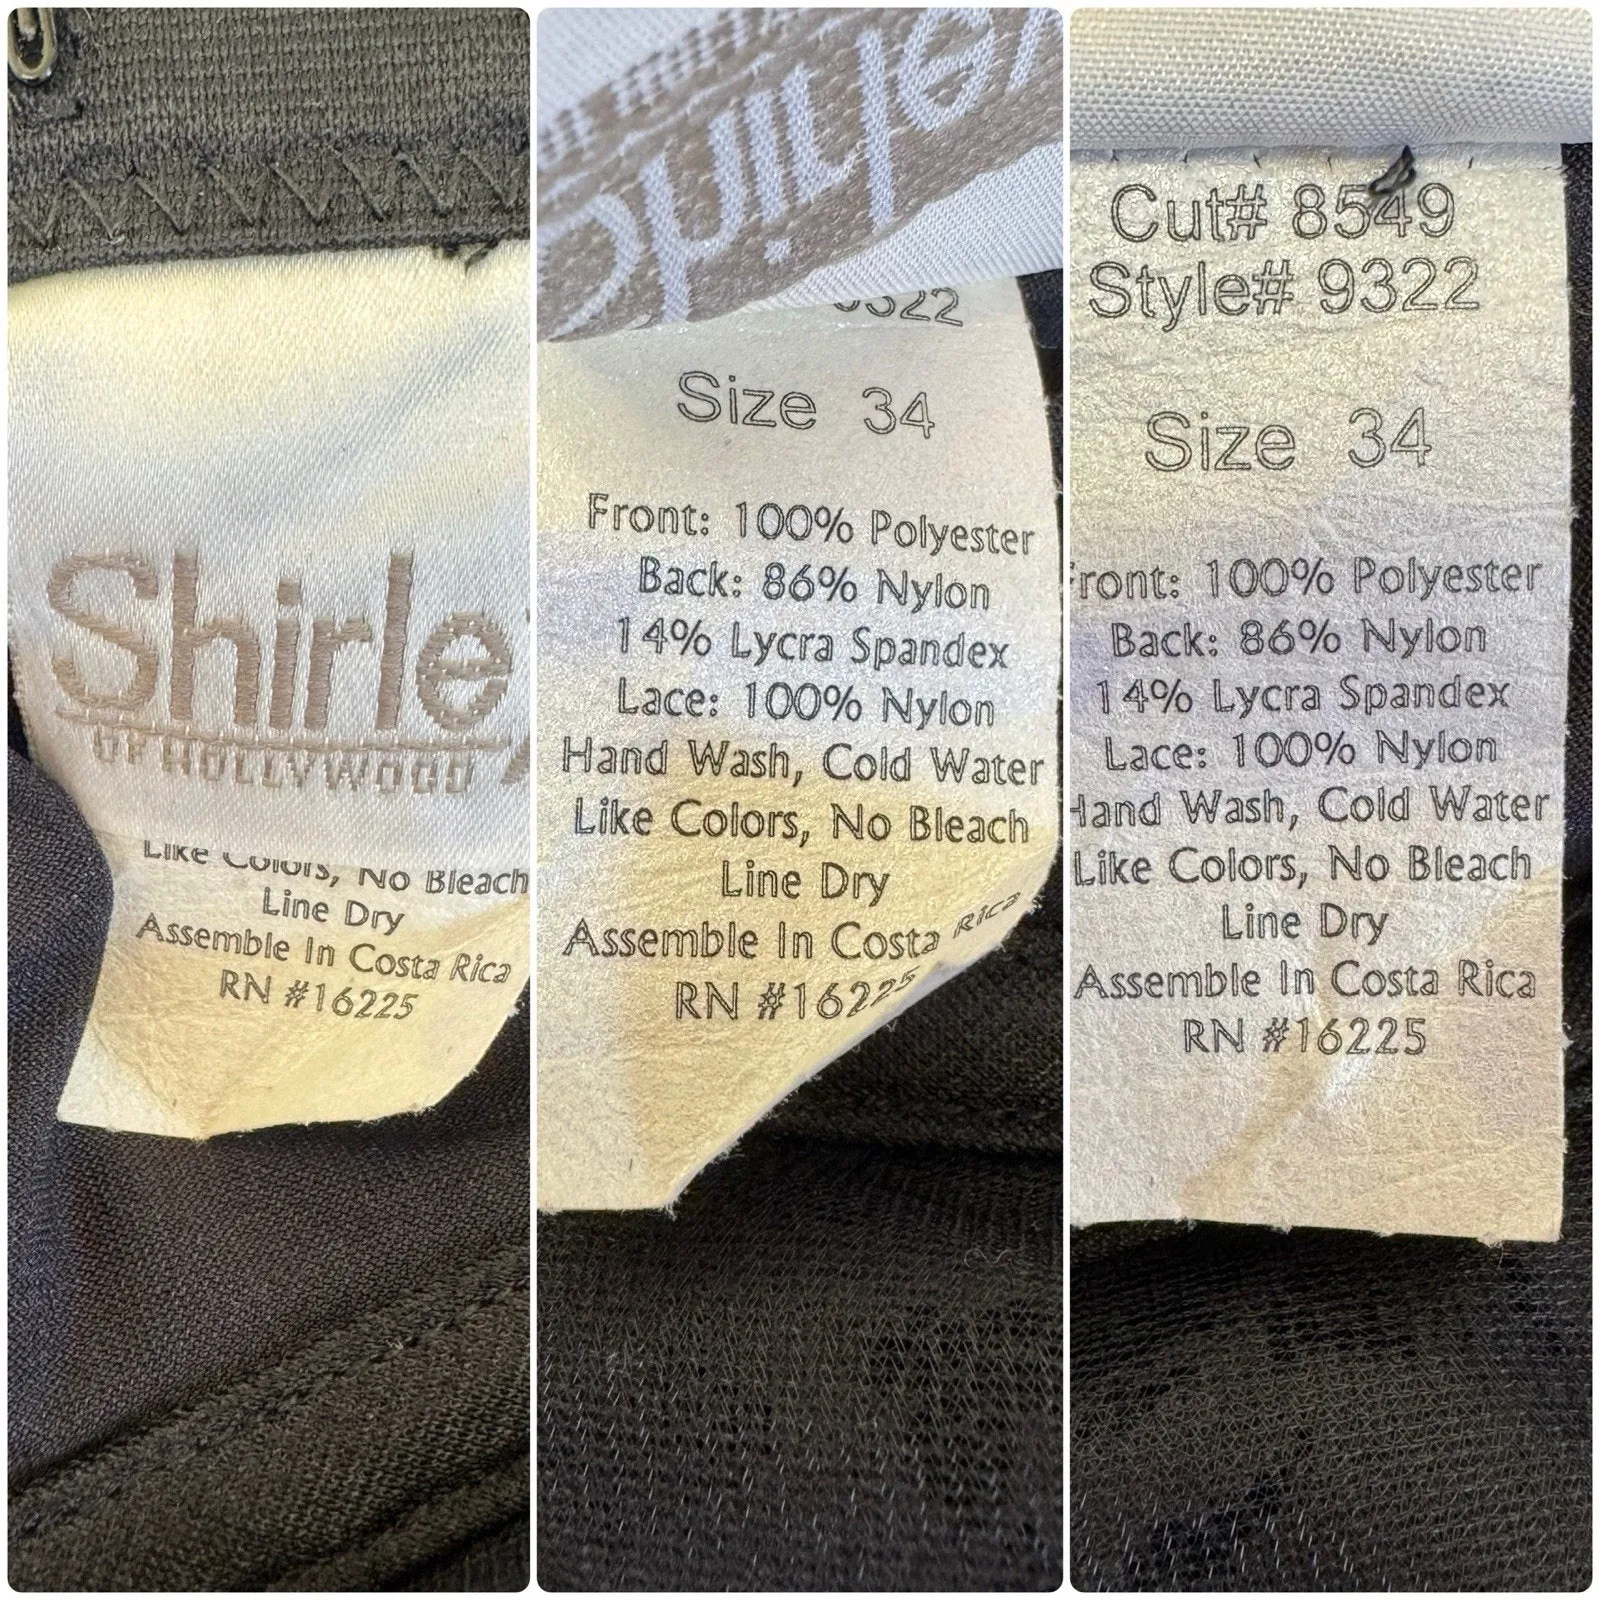 Shirley
OF HOLLYWOOD
Like Colors, No Bleach
Line Dry
Assemble In Costa Rica
RN #16225
Shirley
9322
Size 34
Front: 100% Polyester
Back: 86% Nylon
14% Lycra Spandex
Lace: 100% Nylon
Hand Wash, Cold Water
Like Colors, No Bleach
Line Dry
Assemble In Costa Rica
RN #16225
Cut# 8549
Style# 9322
Size 34
Front: 100% Polyester
Back: 86% Nylon
14% Lycra Spandex
Lace: 100% Nylon
Hand Wash, Cold Water
Like Colors, No Bleach
Line Dry
Assemble In Costa Rica
RN #16225